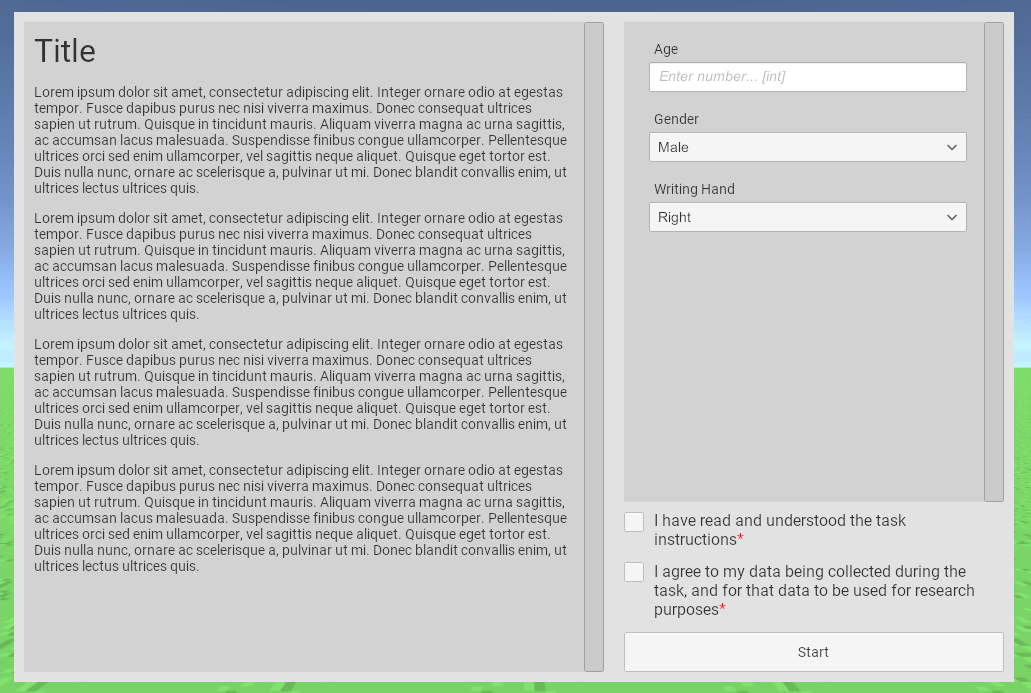 Title
Lorem ipsum dolor sit amet, consectetur adipiscing elit. Integer ornare odio at egestas
tempor. Fusce dapibus purus nec nisi viverra maximus. Donec consequat ultrices
sapien ut rutrum. Quisque in tincidunt mauris. Aliquam viverra magna ac urna sagittis,
ac accumsan lacus malesuada. Suspendisse finibus congue ullamcorper. Pellentesque
ultrices orci sed enim ullamcorper, vel sagittis neque aliquet. Quisque eget tortor est.
Duis nulla nunc, ornare ac scelerisque a, pulvinar ut mi. Donec blandit convallis enim, ut
ultrices lectus ultrices quis.
Lorem ipsum dolor sit amet, consectetur adipiscing elit. Integer ornare odio at egestas
tempor. Fusce dapibus purus nec nisi viverra maximus. Donec consequat ultrices
sapien ut rutrum. Quisque in tincidunt mauris. Aliquam viverra magna ac urna sagittis,
ac accumsan lacus malesuada. Suspendisse finibus congue ullamcorper. Pellentesque
ultrices orci sed enim ullamcorper, vel sagittis neque aliquet. Quisque eget tortor est.
Duis nulla nunc, ornare ac scelerisque a, pulvinar ut mi. Donec blandit convallis enim, ut
ultrices lectus ultrices quis.
Lorem ipsum dolor sit amet, consectetur adipiscing elit. Integer ornare odio at egestas
tempor. Fusce dapibus purus nec nisi viverra maximus. Donec consequat ultrices
sapien ut rutrum. Quisque in tincidunt mauris. Aliquam viverra magna ac urna sagittis,
ac accumsan lacus malesuada. Suspendisse finibus congue ullamcorper. Pellentesque
ultrices orci sed enim ullamcorper, vel sagittis neque aliquet. Quisque eget tortor est.
Duis nulla nunc, ornare ac scelerisque a, pulvinar ut mi. Donec blandit convallis enim, ut
ultrices lectus ultrices quis.
Lorem ipsum dolor sit amet, consectetur adipiscing elit. Integer ornare odio at egestas
tempor. Fusce dapibus purus nec nisi viverra maximus. Donec consequat ultrices
sapien ut rutrum. Quisque in tincidunt mauris. Aliquam viverra magna ac urna sagittis,
ac accumsan lacus malesuada. Suspendisse finibus congue ullamcorper. Pellentesque
ultrices orci sed enim ullamcorper, vel sagittis neque aliquet. Quisque eget tortor est.
Duis nulla nunc, ornare ac scelerisque a, pulvinar ut mi. Donec blandit convallis enim, ut
ultrices lectus ultrices quis.
Age
Enter number... [int]
Gender
Male
Writing Hand
Right
I have read and understood the task
instructions*
I agree to my data being collected during the
task, and for that data to be used for research
purposes*
Start